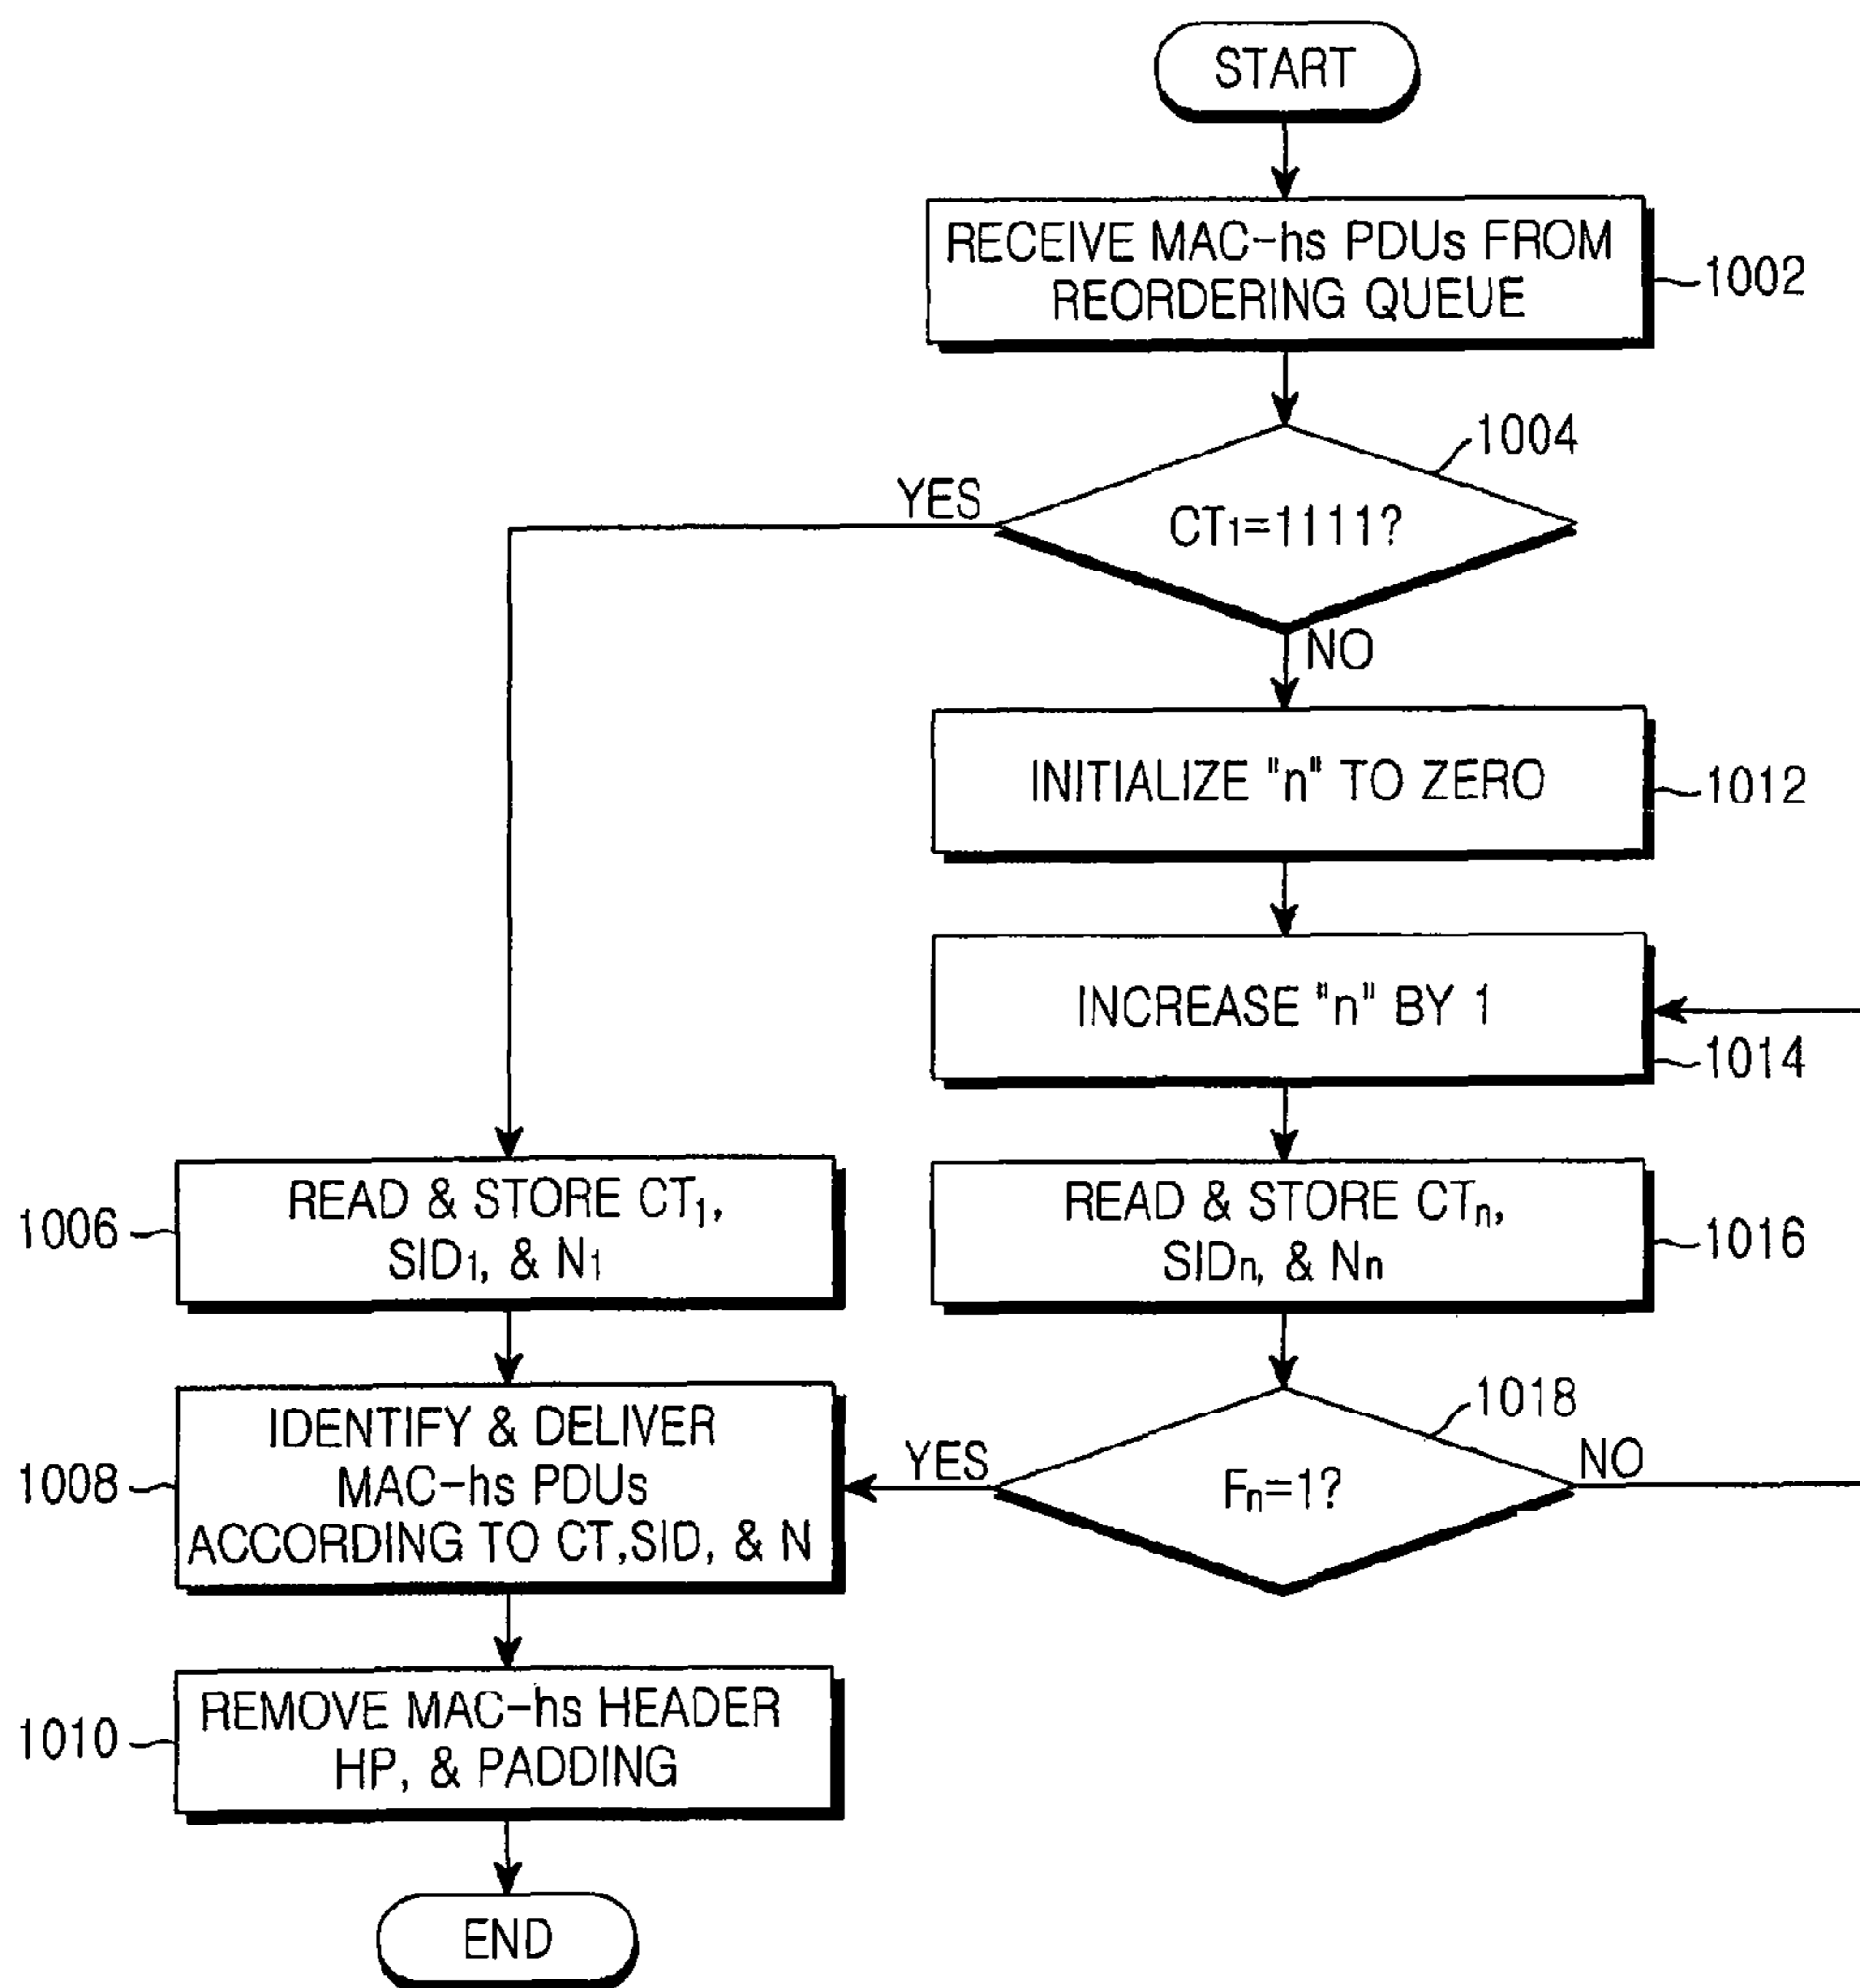 START
RECEIVE MAC-hs PDUs FROM
REORDERING QUEUE
1002
1004
YES
CT₁=1111?
NO
INITIALIZE "n" TO ZERO
1012
INCREASE "n" BY 1
1014
1006
READ & STORE CT₁,
SID₁, & N₁
READ & STORE CTₙ,
SIDₙ, & Nₙ
1016
1008
IDENTIFY & DELIVER
MAC-hs PDUs
ACCORDING TO CT,SID, & N
YES
Fₙ=1?
1018
NO
1010
REMOVE MAC-hs HEADER
HP, & PADDING
END